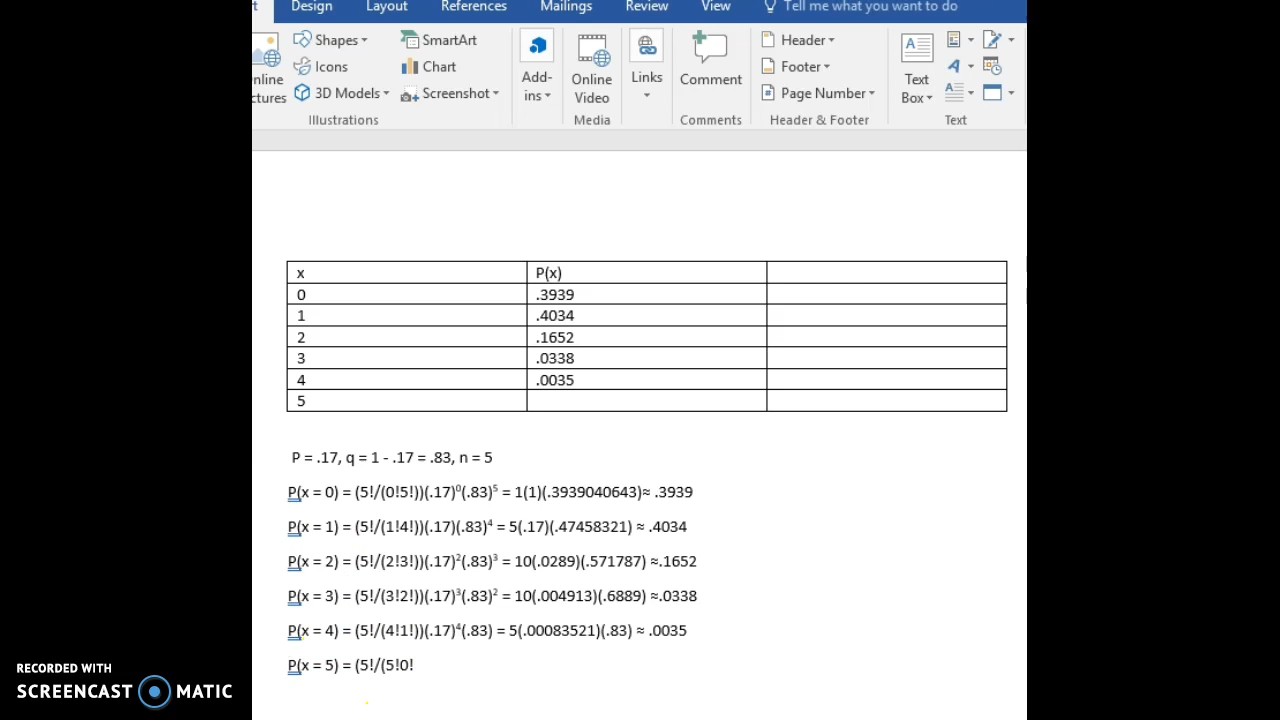 rt Design Layout References Mailings Review View Tell me what you want to do
Shapes SmartArt Header
nline Icons Chart Add- Online Links Comment Footer Text
ctures 3D Models Screenshot ins Video Page Number Box
Illustrations Media Comments Header & Footer Text
x P(x)
0 .3939
1 .4034
2 .1652
3 .0338
4 .0035
5
P = .17, q = 1 - .17 = .83, n = 5
P(x = 0) = (5!/(0!5!))(.17)⁰(.83)⁵ = 1(1)(.3939040643)≈ .3939
P(x = 1) = (5!/(1!4!))(.17)(.83)⁴ = 5(.17)(.47458321) ≈ .4034
P(x = 2) = (5!/(2!3!))(.17)²(.83)³ = 10(.0289)(.571787) ≈.1652
P(x = 3) = (5!/(3!2!))(.17)³(.83)² = 10(.004913)(.6889) ≈.0338
P(x = 4) = (5!/(4!1!))(.17)⁴(.83) = 5(.00083521)(.83) ≈ .0035
P(x = 5) = (5!/(5!0!
RECORDED WITH
SCREENCAST MATIC